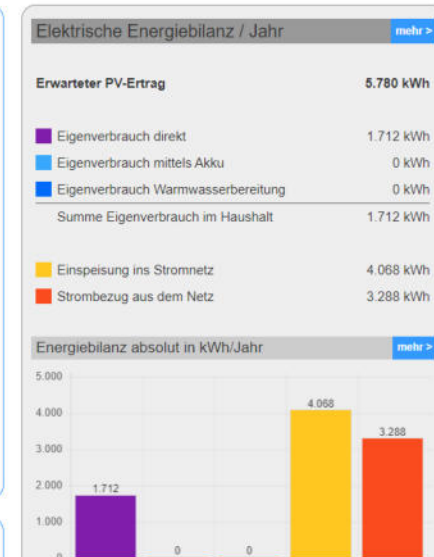 Elektrische Energiebilanz / Jahr mehr >
Erwarteter PV-Ertrag 5.780 kWh
Eigenverbrauch direkt 1.712 kWh
Eigenverbrauch mittels Akku 0 kWh
Eigenverbrauch Warmwasserbereitung 0 kWh
Summe Eigenverbrauch im Haushalt 1.712 kWh
Einspeisung ins Stromnetz 4.068 kWh
Strombezug aus dem Netz 3.288 kWh
Energiebilanz absolut in kWh/Jahr mehr >
5.000
4.000
3.000
2.000
1.000
0
1.712
0
0
4.068
3.288